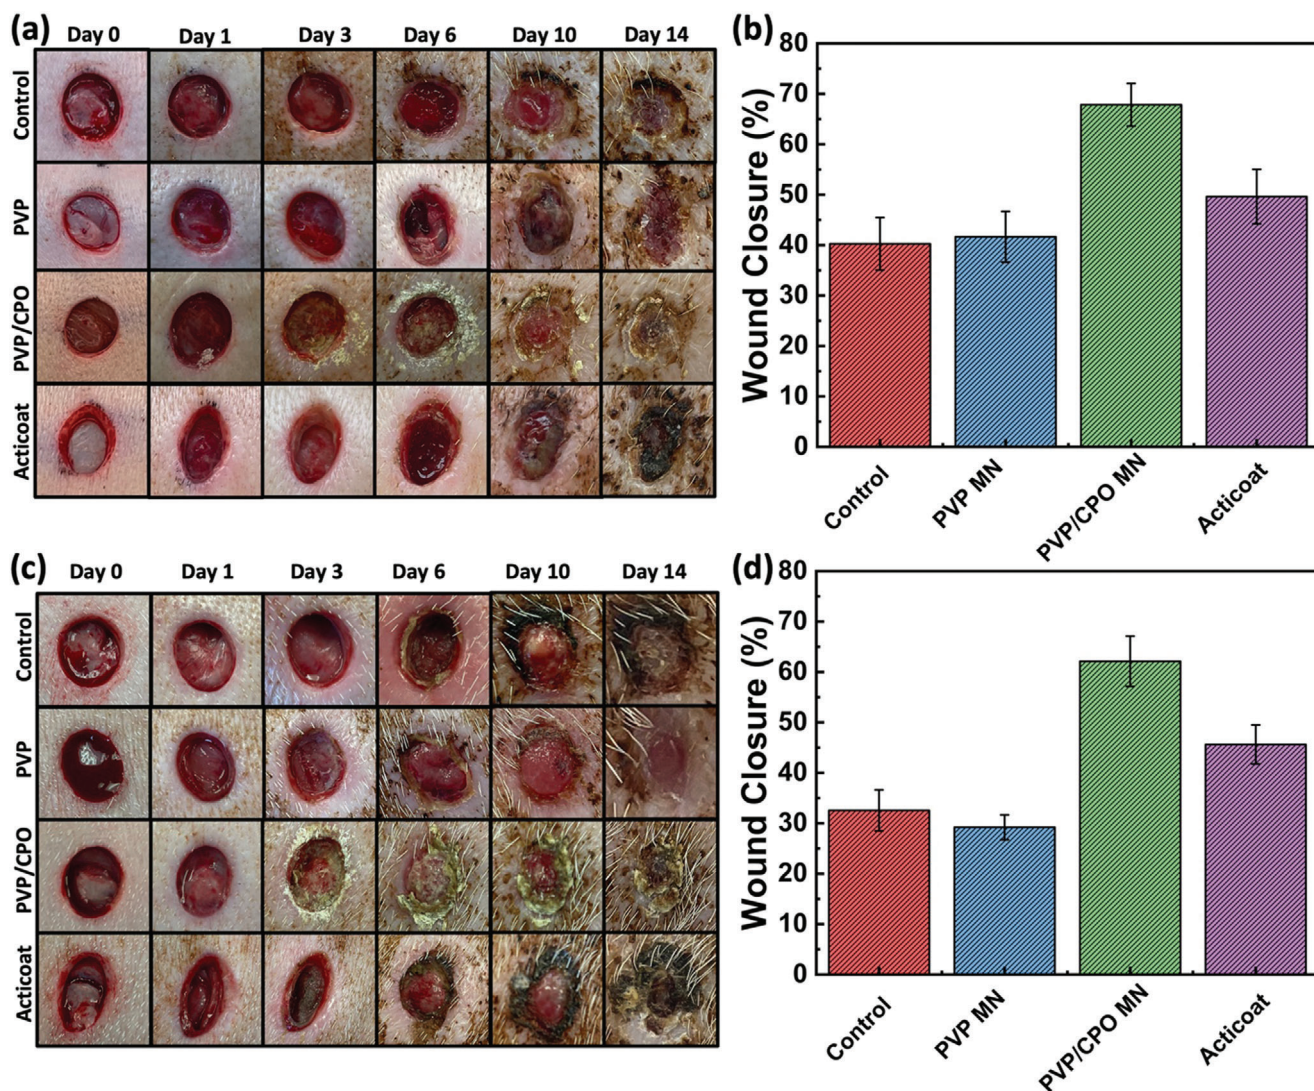 (a)
Day 0 Day 1 Day 3 Day 6 Day 10 Day 14
Control
PVP
PVP/CPO
Acticoat
(b)
Wound Closure (%)
80
70
60
50
40
30
20
10
0
Control
PVP MN
PVP/CPO MN
Acticoat
(c)
Day 0 Day 1 Day 3 Day 6 Day 10 Day 14
Control
PVP
PVP/CPO
Acticoat
(d)
Wound Closure (%)
80
70
60
50
40
30
20
10
0
Control
PVP MN
PVP/CPO MN
Acticoat